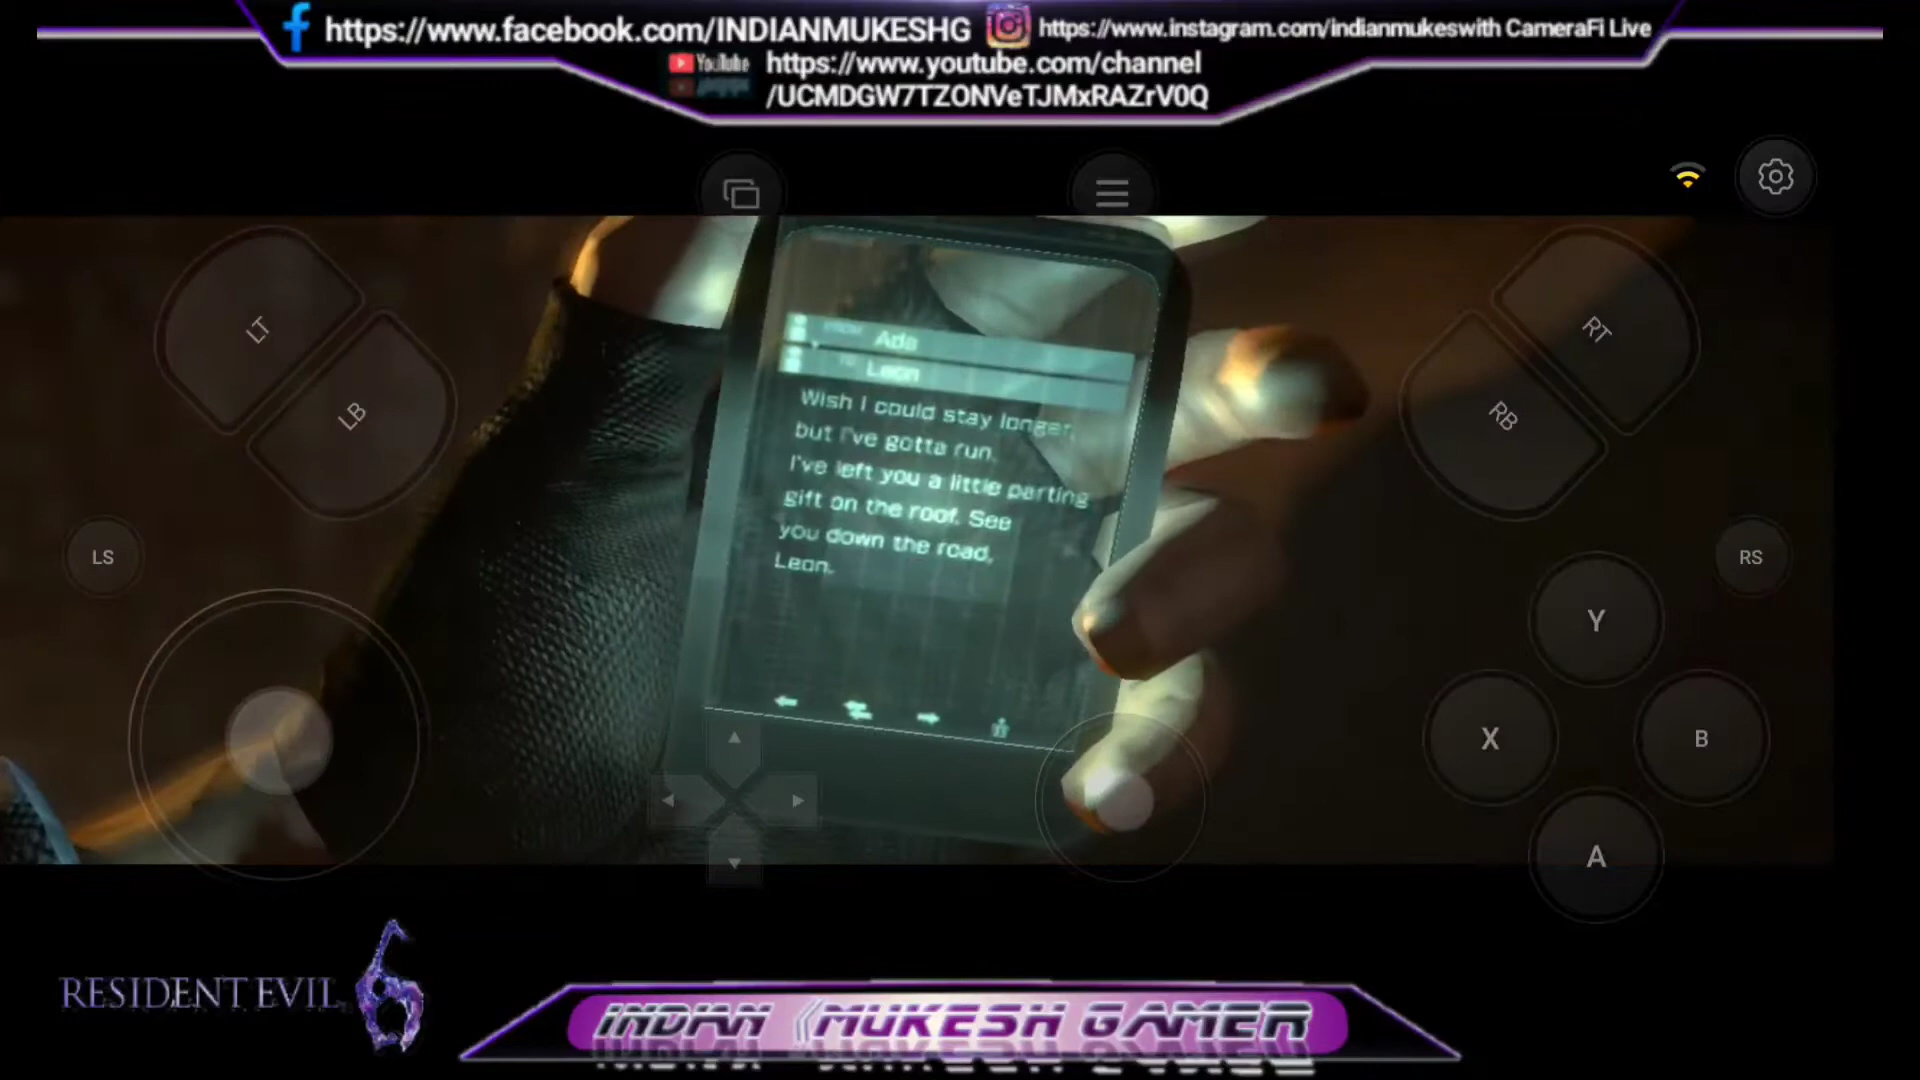 https://www.facebook.com/INDIANMUKESHG
https://www.instagram.com/indianmukeswith CameraFi Live
YouTube
https://www.youtube.com/channel
/UCMDGW7TZONVeTJMxRAZrV0Q
LT
LB
RT
RB
LS
RS
Ada
Leon
Wish I could stay longer,
but I've gotta run.
I've left you a little parting
gift on the roof. See
you down the road,
Leon.
Y
X
B
A
RESIDENT EVIL 6
INDIAN 《MUKESH GAMER